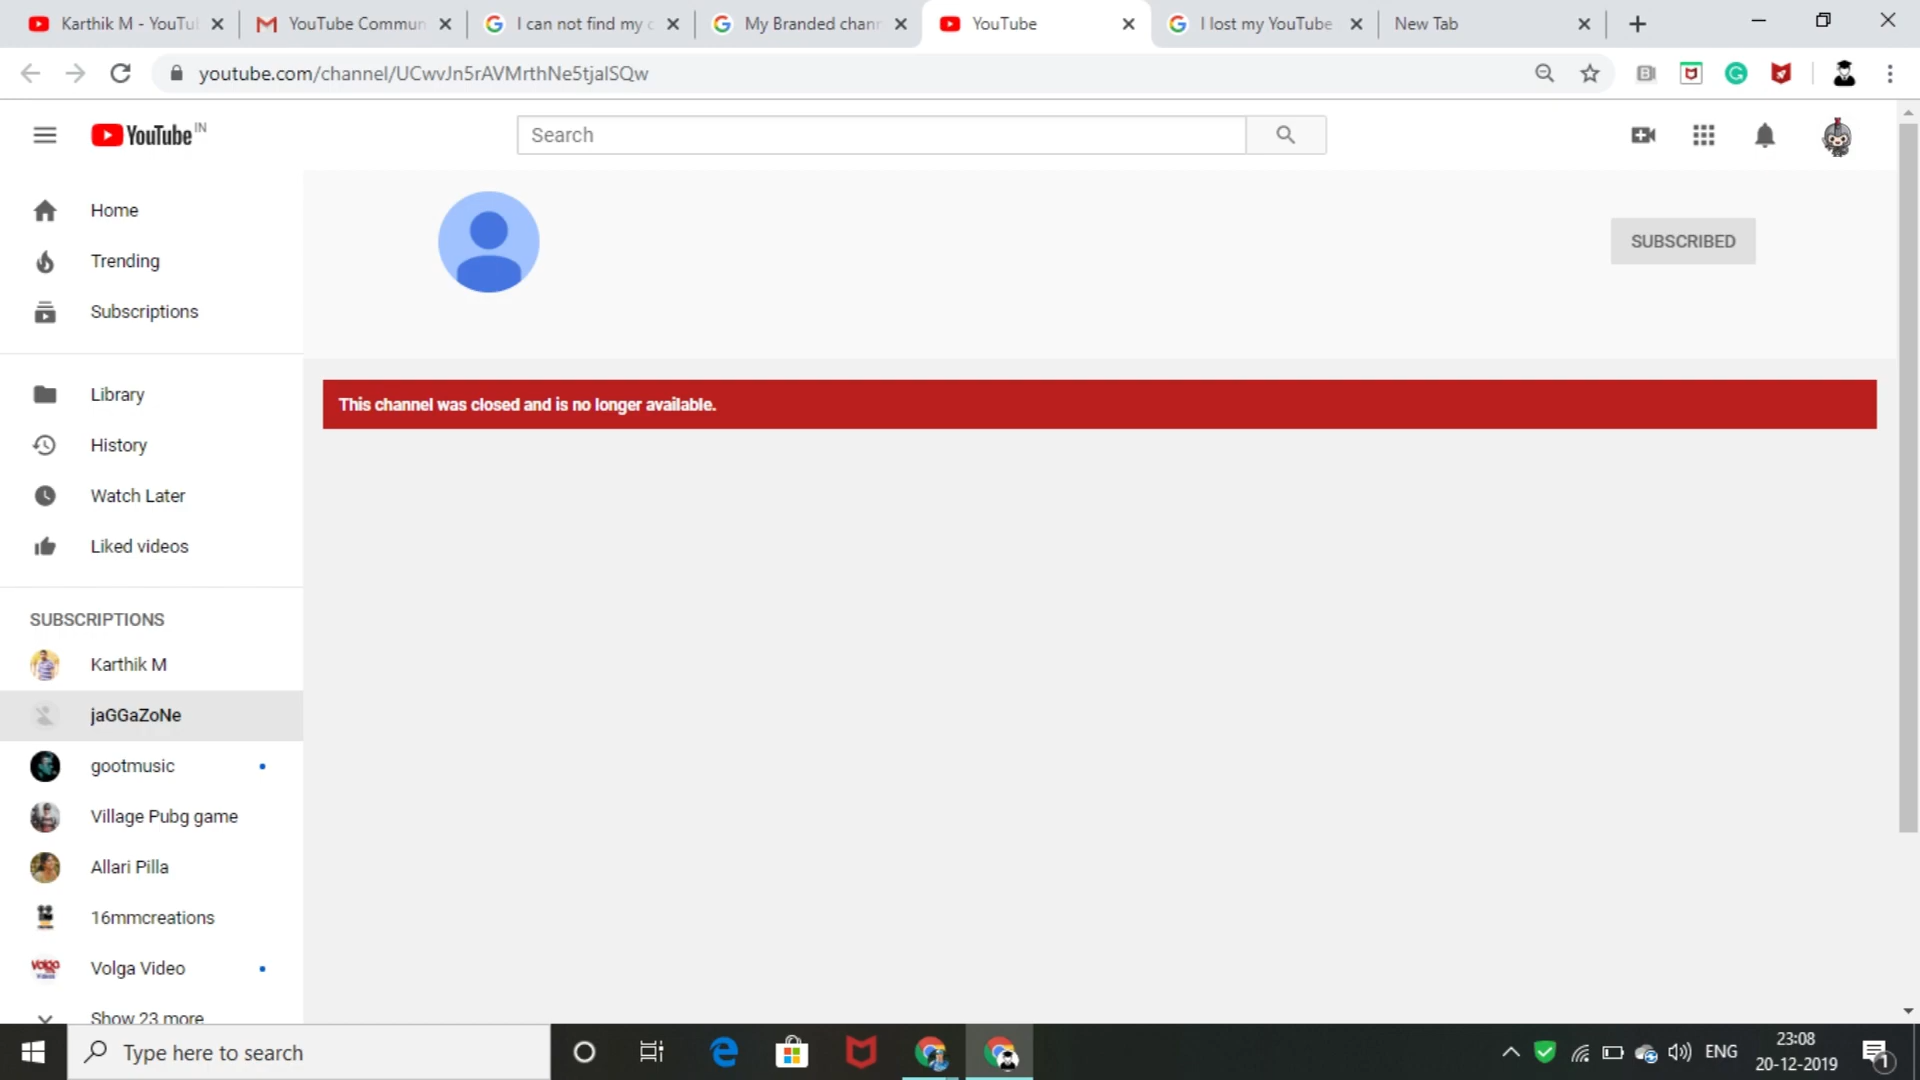 Karthik M - YouTu
YouTube Commun
I can not find my c
My Branded chann
YouTube
I lost my YouTube
New Tab
youtube.com/channel/UCwvJn5rAVMrthNe5tjalSQw
YouTube IN
Search
Home
Trending
Subscriptions
SUBSCRIBED
This channel was closed and is no longer available.
Library
History
Watch Later
Liked videos
SUBSCRIPTIONS
Karthik M
jaGGaZoNe
gootmusic
Village Pubg game
Allari Pilla
16mmcreations
Volga Video
Show 23 more
Type here to search
ENG
23:08
20-12-2019
1